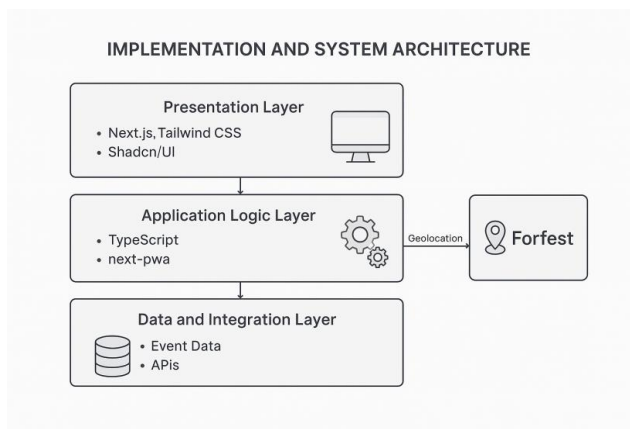 IMPLEMENTATION AND SYSTEM ARCHITECTURE
Presentation Layer
• Next.js, Tailwind CSS
• Shadcn/UI
Application Logic Layer
• TypeScript
• next-pwa
Geolocation
Forfest
Data and Integration Layer
• Event Data
• APis